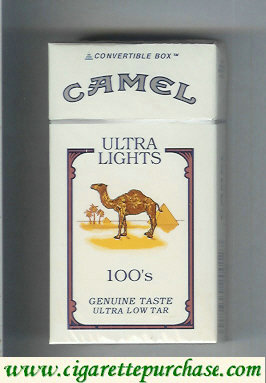 CONVERTIBLE BOX™
CAMEL
ULTRA
LIGHTS
100's
GENUINE TASTE
ULTRA LOW TAR
www.cigarettepurchase.com